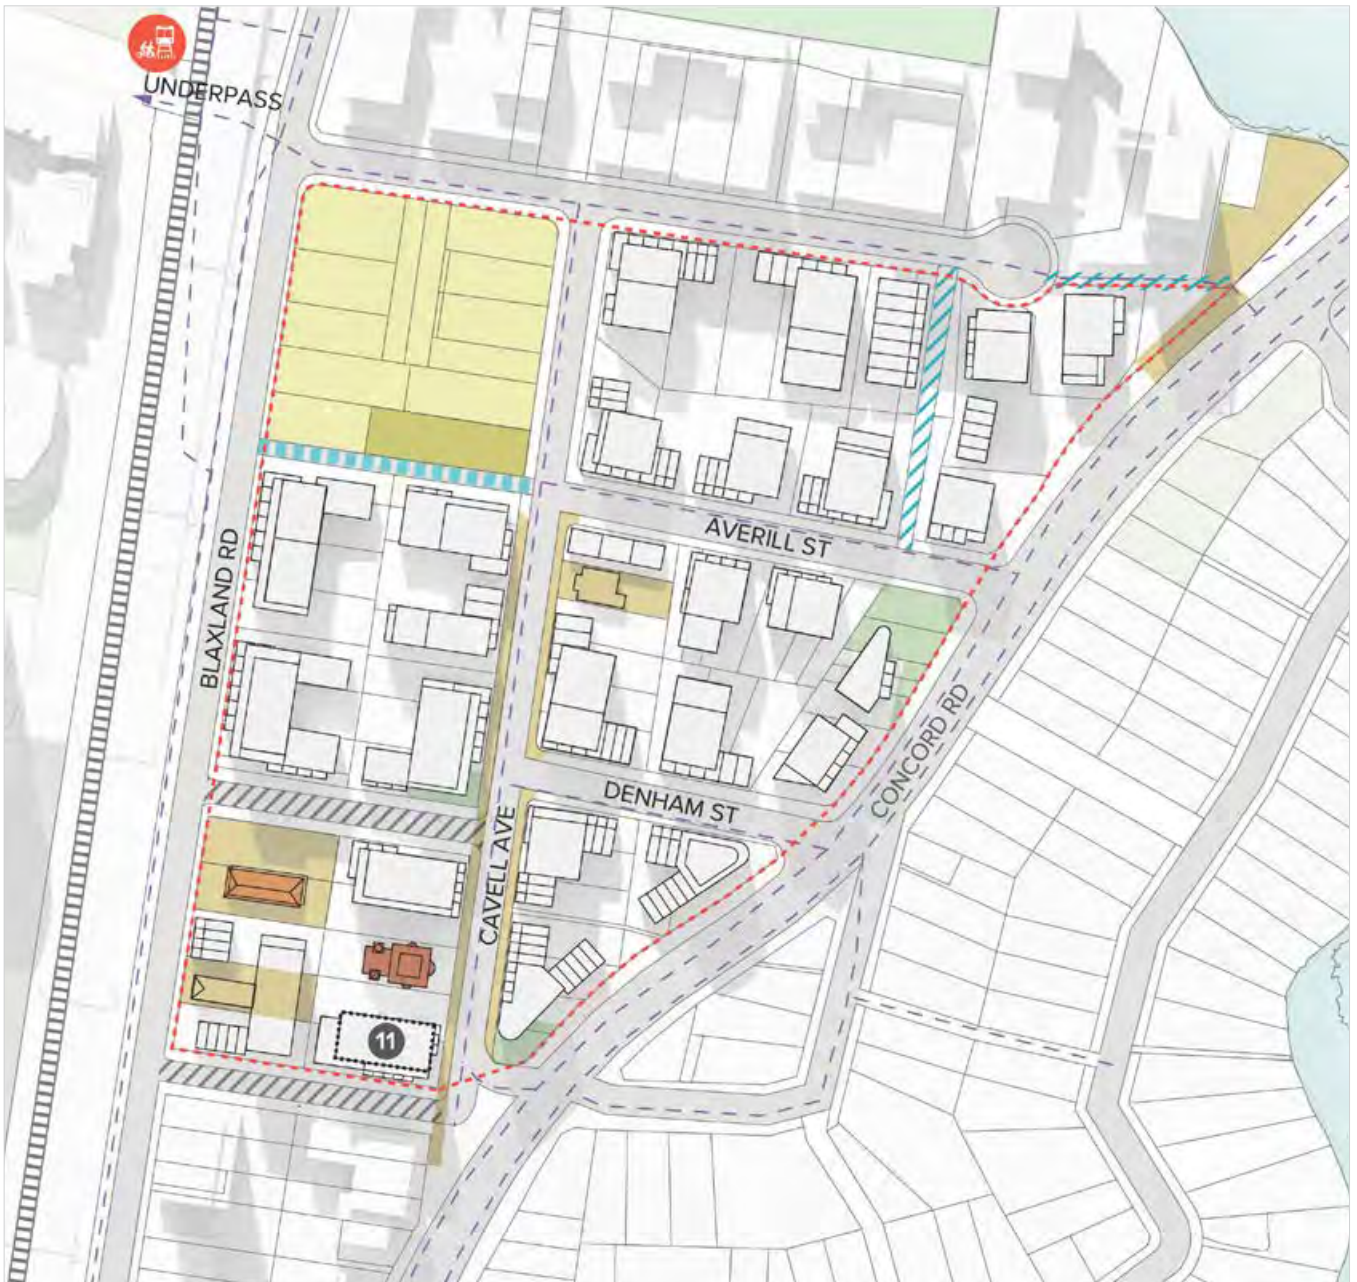 UNDERPASS
AVERILL ST
BLAXLAND RD
CONCORD RD
DENHAM ST
CAVELL AVE
11